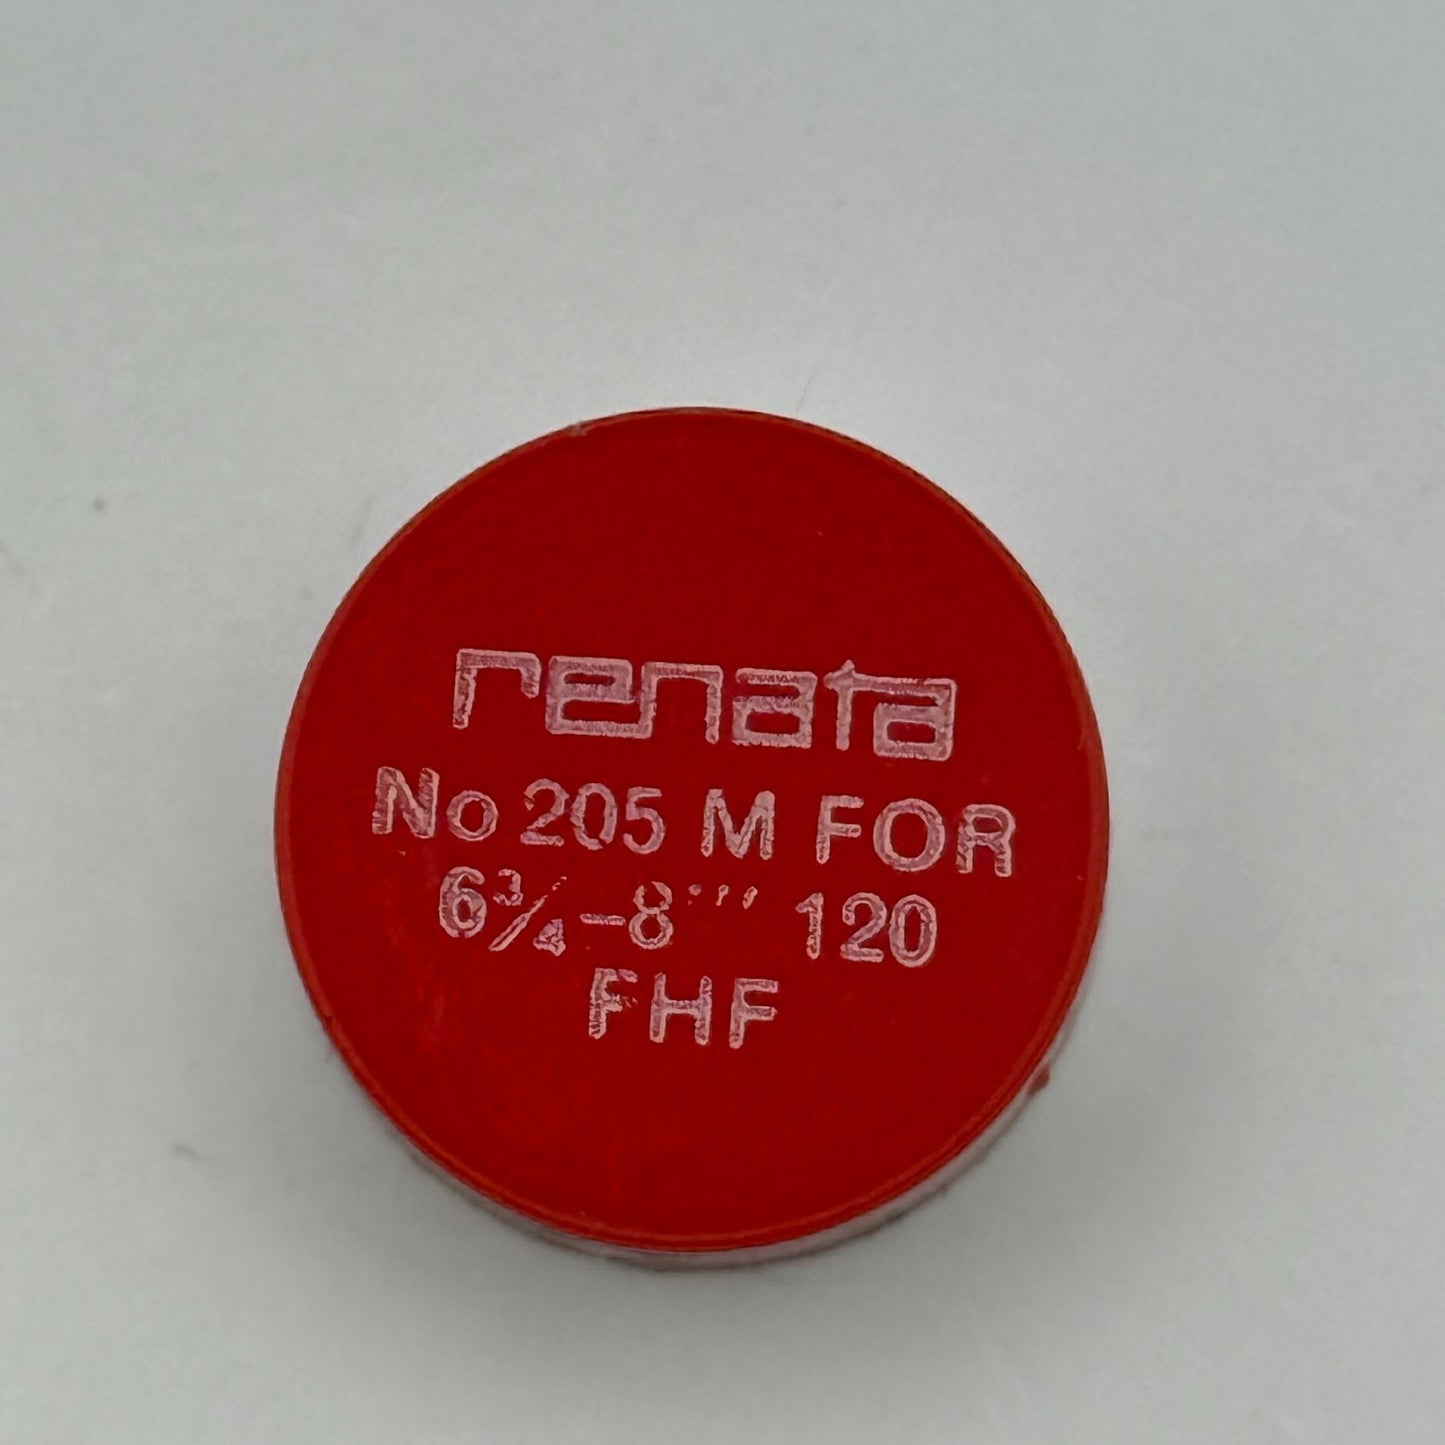 renata
No 205 M FOR
6¾-8''' 120
FHF